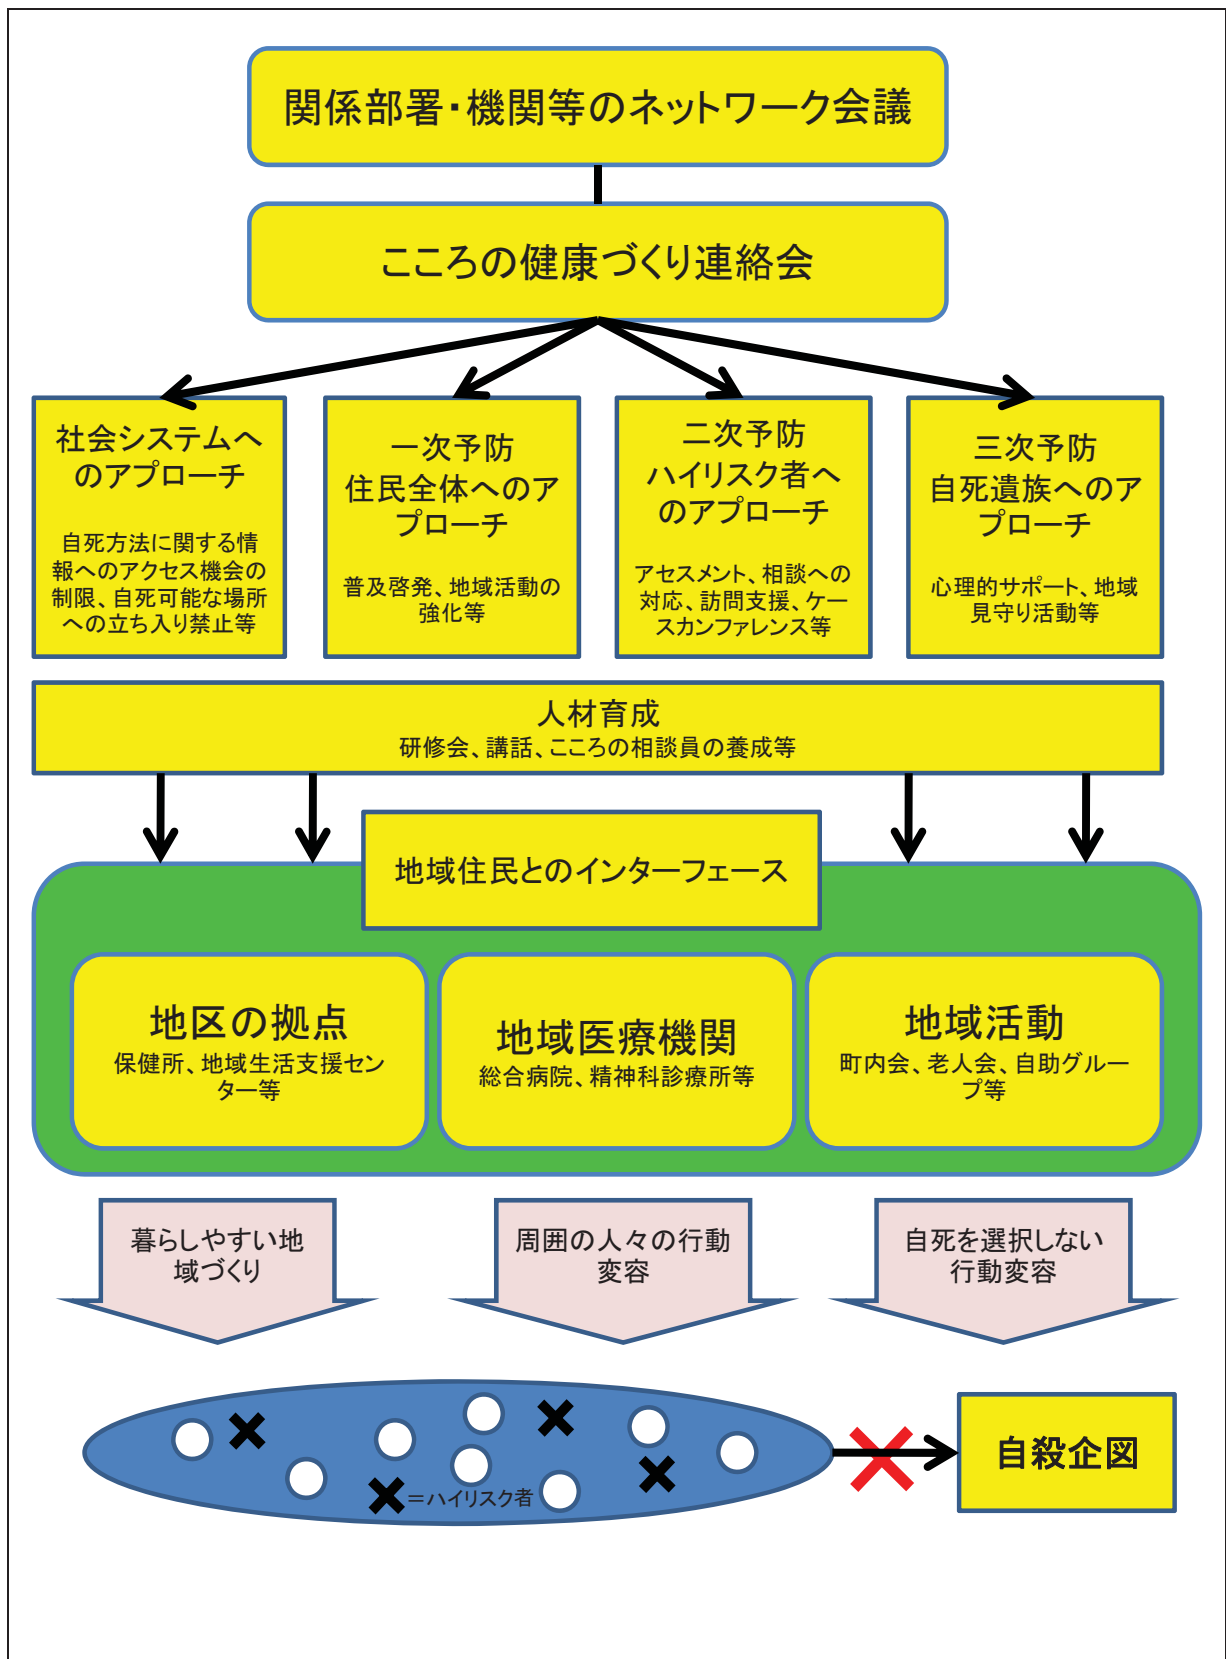 関係部署・機関等のネットワーク会議
こころの健康づくり連絡会
社会システムへ
のアプローチ
自死方法に関する情
報へのアクセス機会の
制限、自死可能な場所
への立ち入り禁止等
一次予防
住民全体へのア
プローチ
普及啓発、地域活動の
強化等
二次予防
ハイリスク者へ
のアプローチ
アセスメント、相談への
対応、訪問支援、ケー
スカンファレンス等
三次予防
自死遺族へのア
プローチ
心理的サポート、地域
見守り活動等
人材育成
研修会、講話、こころの相談員の養成等
地域住民とのインターフェース
地区の拠点
保健所、地域生活支援セン
ター等
地域医療機関
総合病院、精神科診療所等
地域活動
町内会、老人会、自助グルー
プ等
暮らしやすい地
域づくり
周囲の人々の行動
変容
自死を選択しない
行動変容
＝ハイリスク者
自殺企図